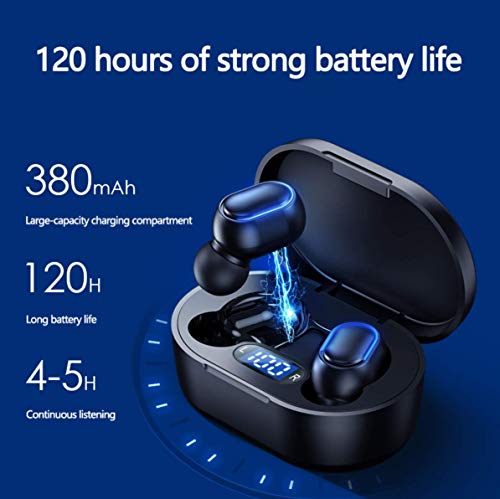 120 hours of strong battery life
380mAh
Large-capacity charging compartment
120H
Long battery life
4-5H
Continuous listening
L 100 R